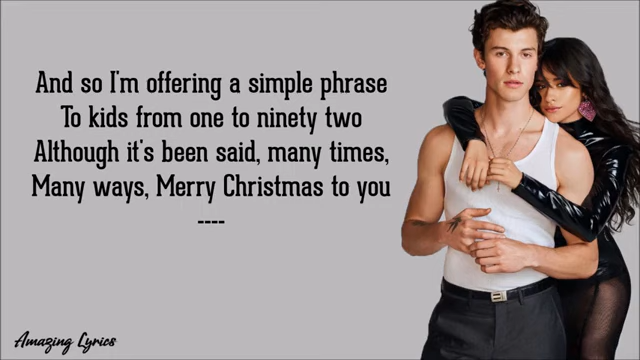 And so I'm offering a simple phrase
To kids from one to ninety two
Although it's been said, many times,
Many ways, Merry Christmas to you
----
Amazing Lyrics